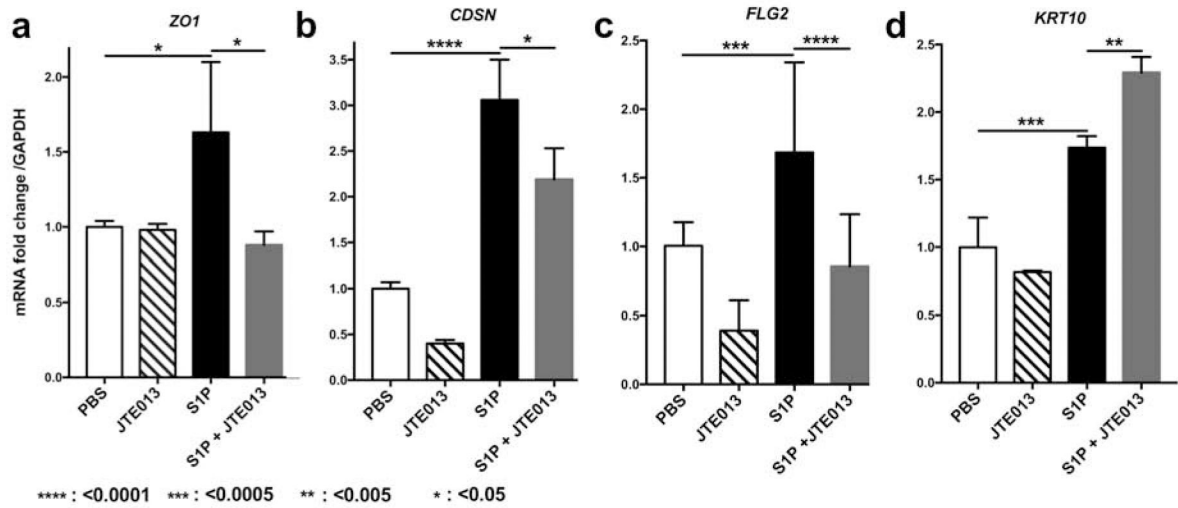 a
ZO1
mRNA fold change /GAPDH
* *
2.0
1.5
1.0
0.5
0.0
PBS
JTE013
S1P
S1P + JTE013
b
CDSN
**** *
3.5
3.0
2.5
2.0
1.5
1.0
0.5
0.0
PBS
JTE013
S1P
S1P + JTE013
c
FLG2
*** ****
2.5
2.0
1.5
1.0
0.5
0.0
PBS
JTE013
S1P
S1P +JTE013
d
KRT10
**
***
2.5
2.0
1.5
1.0
0.5
0.0
PBS
JTE013
S1P
S1P + JTE013
**** : <0.0001 *** : <0.0005 ** : <0.005 * : <0.05